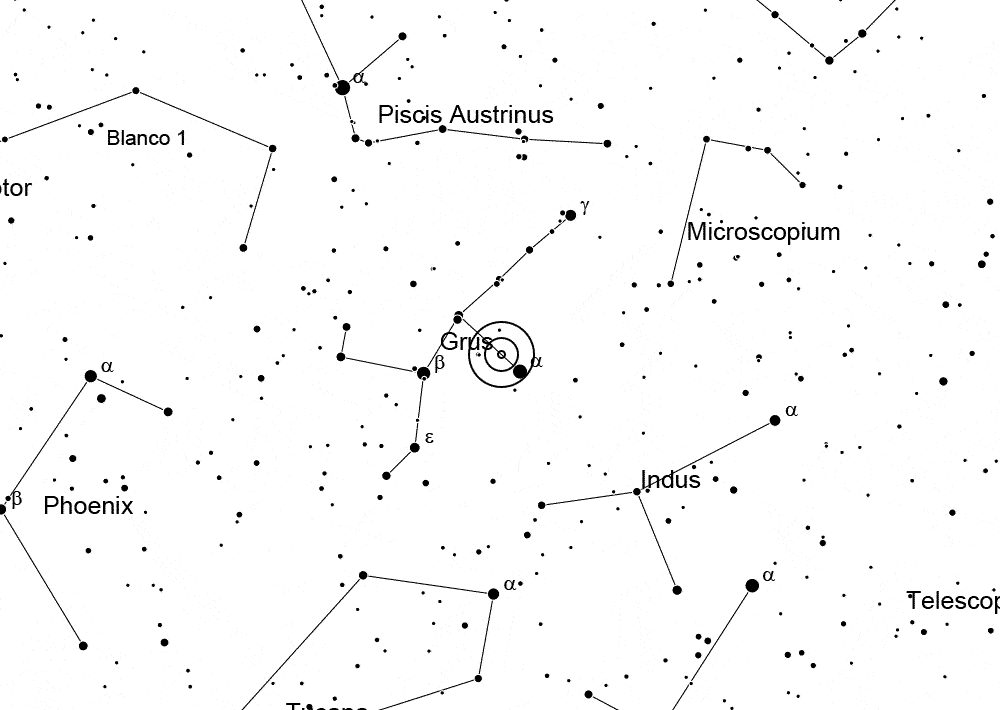 α
Piscis Austrinus
Blanco 1
tor
γ
Microscopium
Grus
β
α
α
α
ε
Indus
β
Phoenix
α
α
Telescop